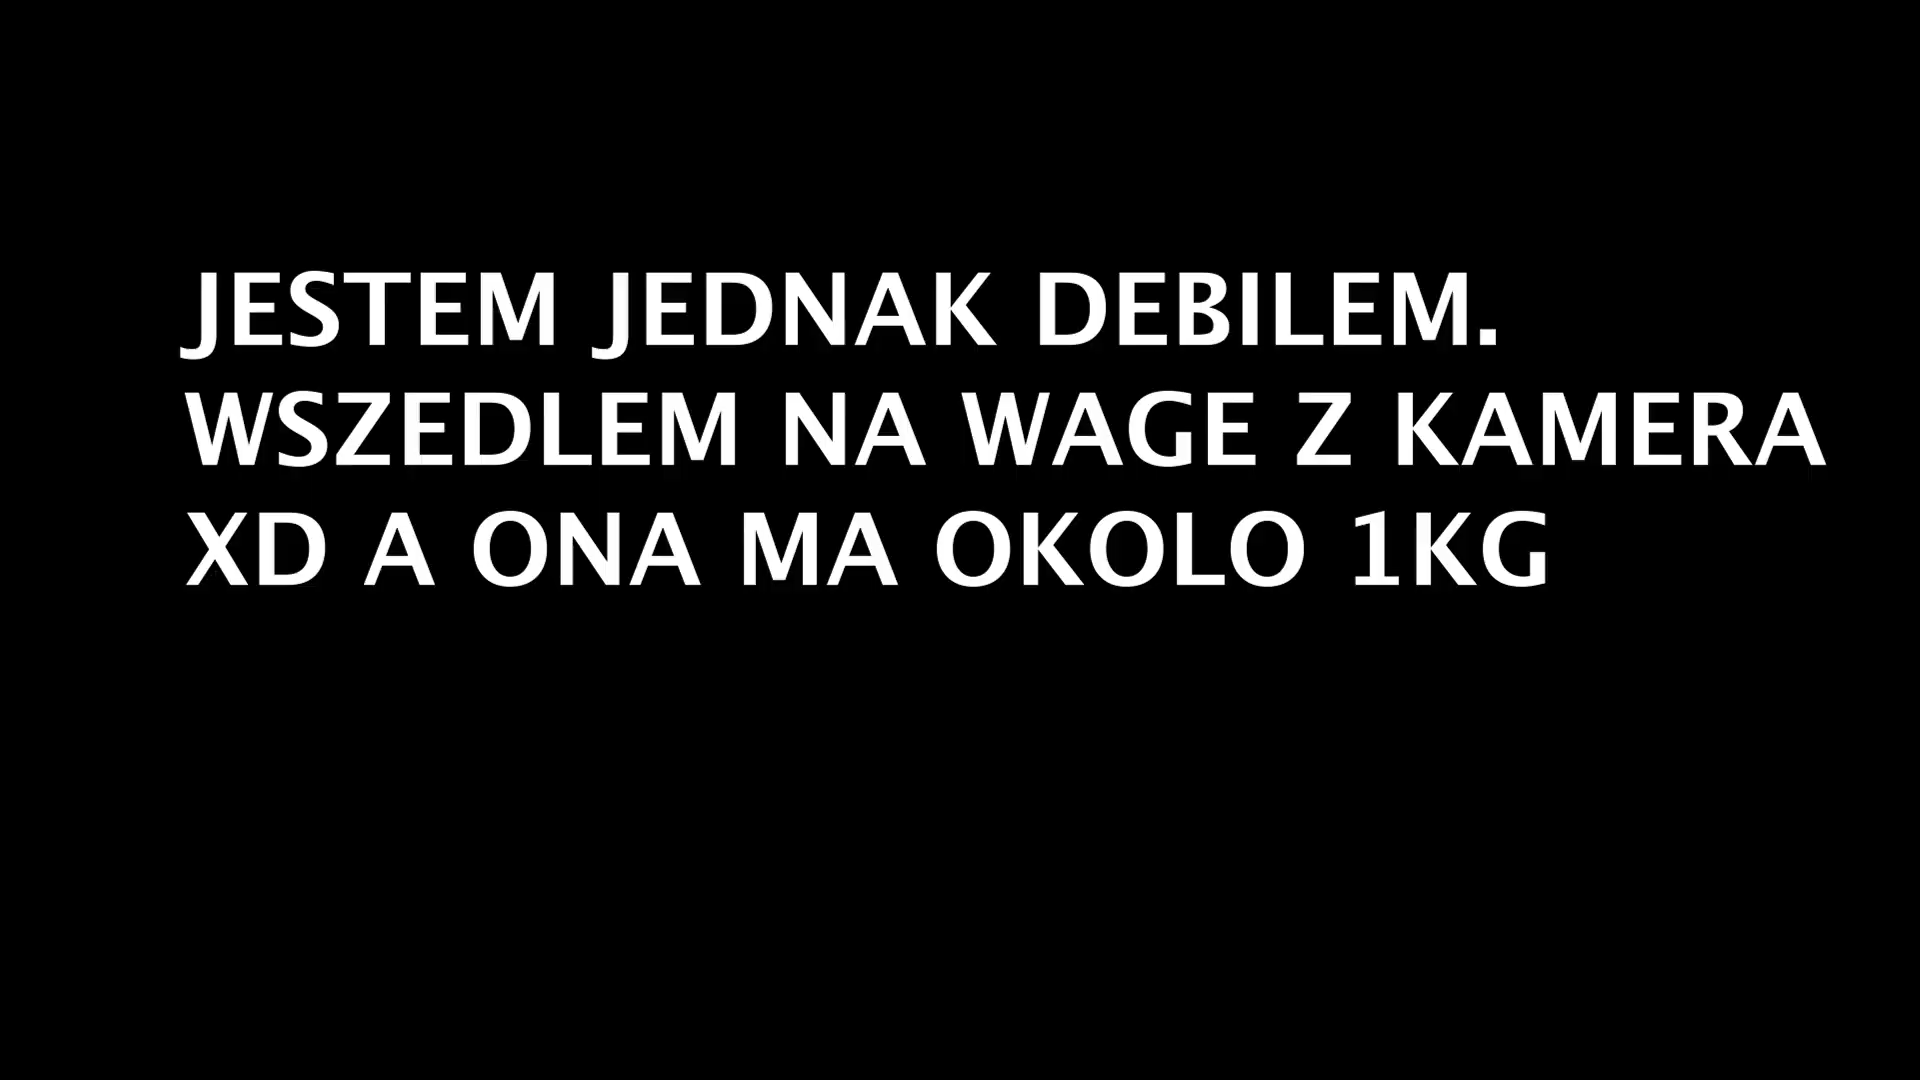 JESTEM JEDNAK DEBILEM.
WSZEDLEM NA WAGE Z KAMERA
XD A ONA MA OKOLO 1KG